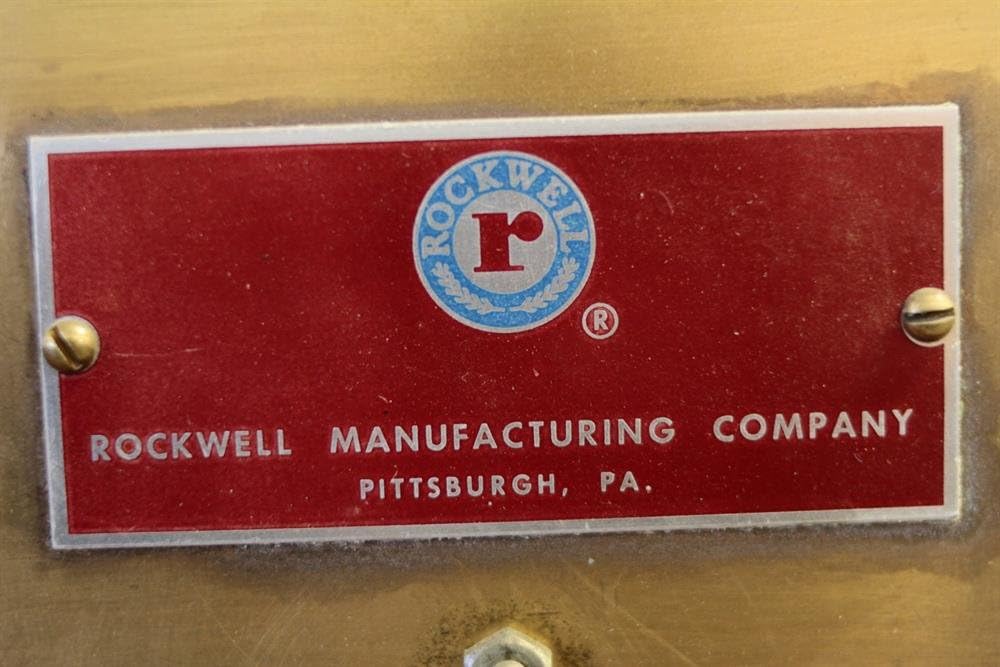 ROCKWELL
r
®
ROCKWELL MANUFACTURING COMPANY
PITTSBURGH, PA.